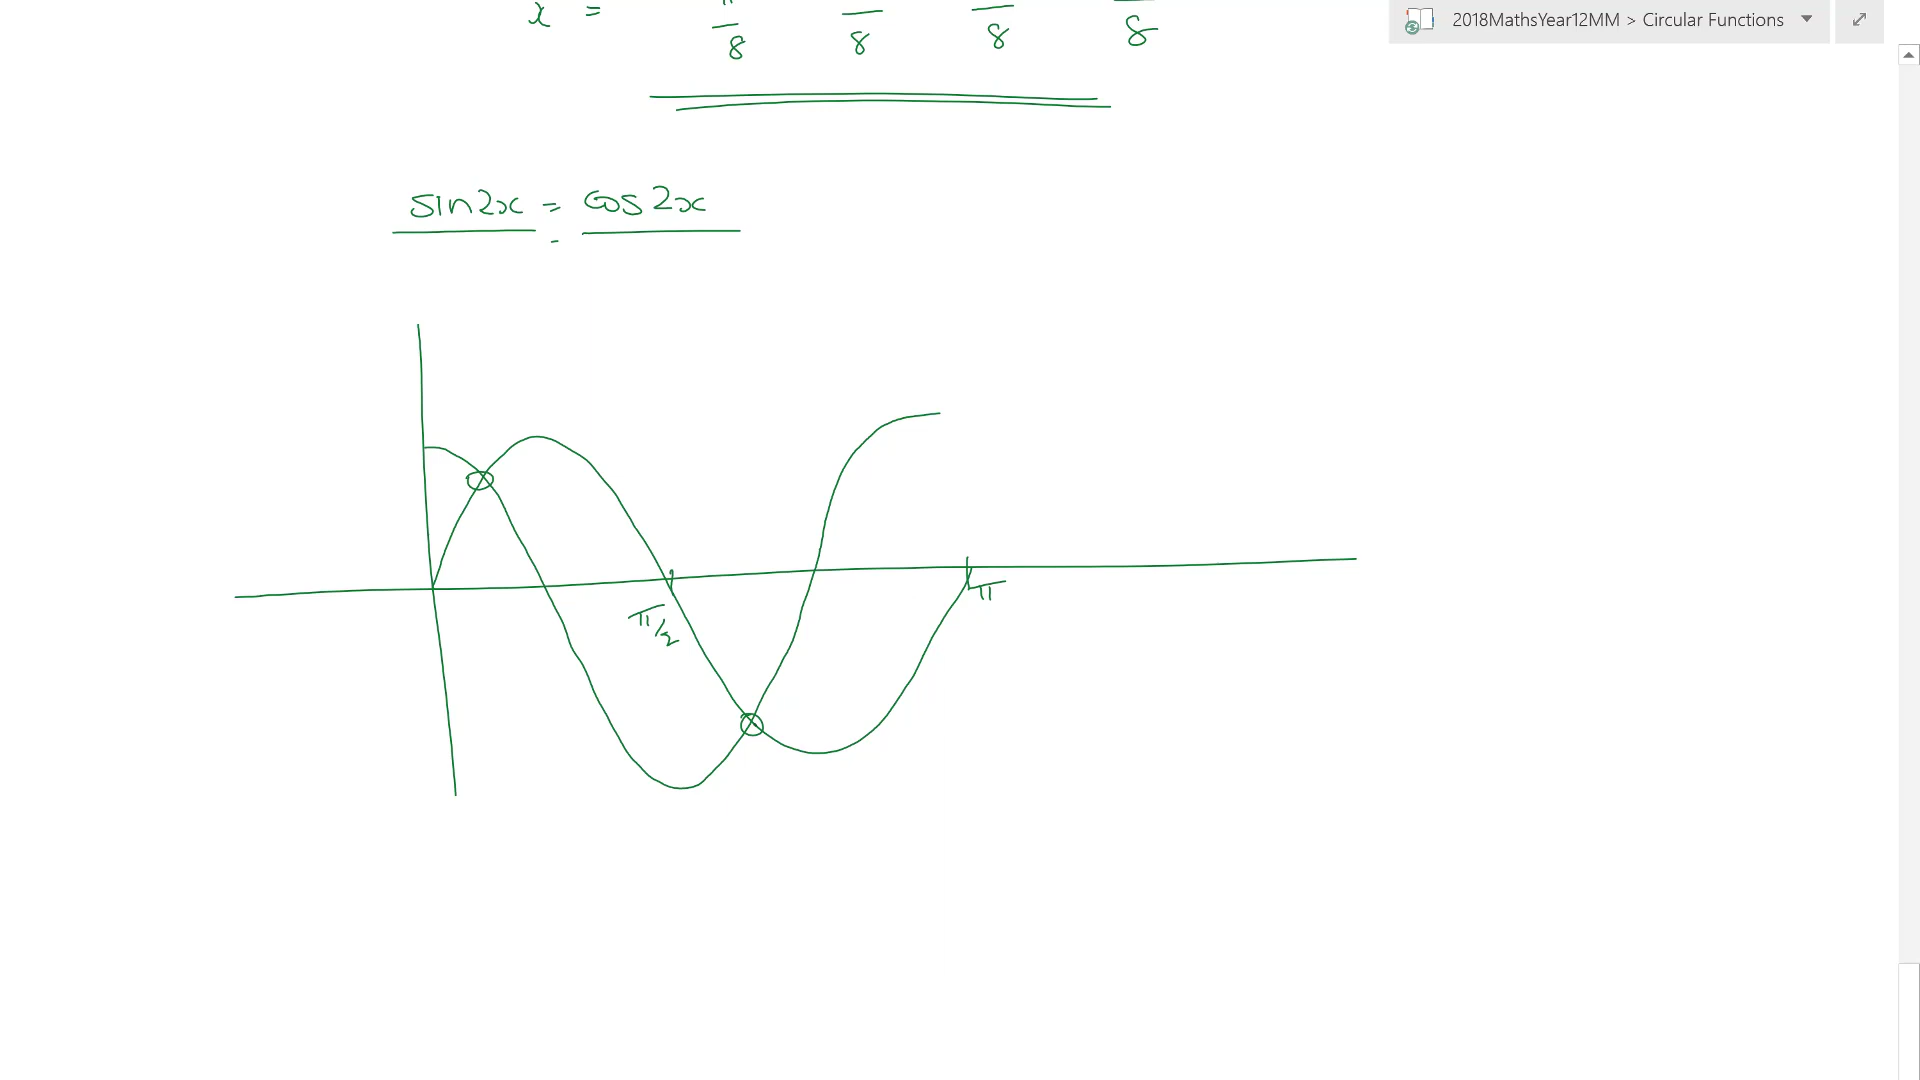 2018MathsYear12MM > Circular Functions
x = π/8 /8 /8 /8
sin2x = cos2x
π/2
π